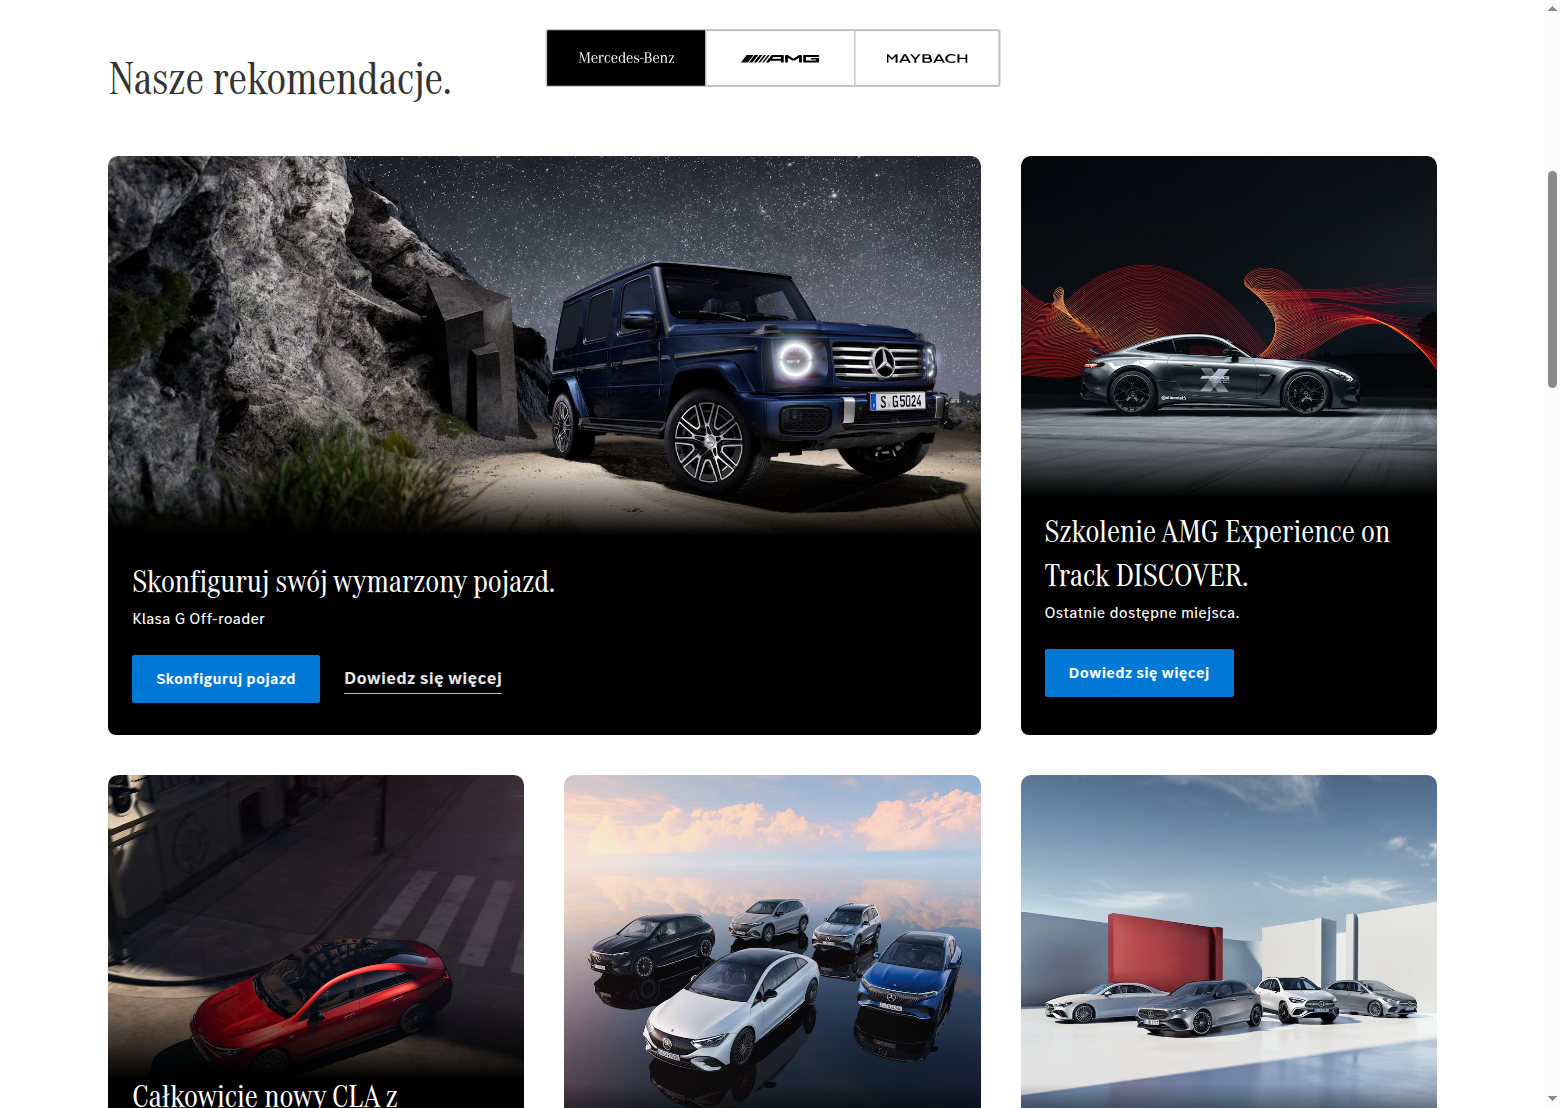 Nasze rekomendacje.
Mercedes-Benz
AMG
MAYBACH
S G5024
Skonfiguruj swój wymarzony pojazd.
Klasa G Off-roader
Skonfiguruj pojazd
Dowiedz się więcej
Szkolenie AMG Experience on
Track DISCOVER.
Ostatnie dostępne miejsca.
Dowiedz się więcej
Całkowicie nowy CLA z